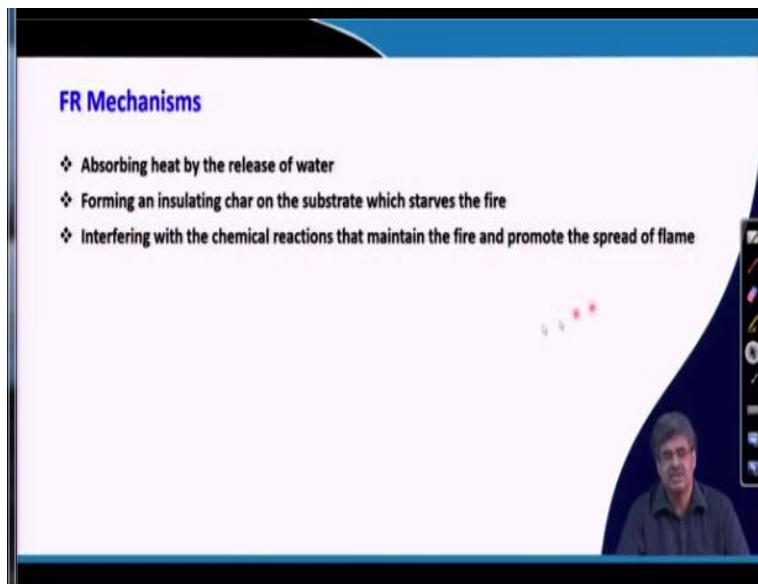 FR Mechanisms
❖ Absorbing heat by the release of water
❖ Forming an insulating char on the substrate which starves the fire
❖ Interfering with the chemical reactions that maintain the fire and promote the spread of flame